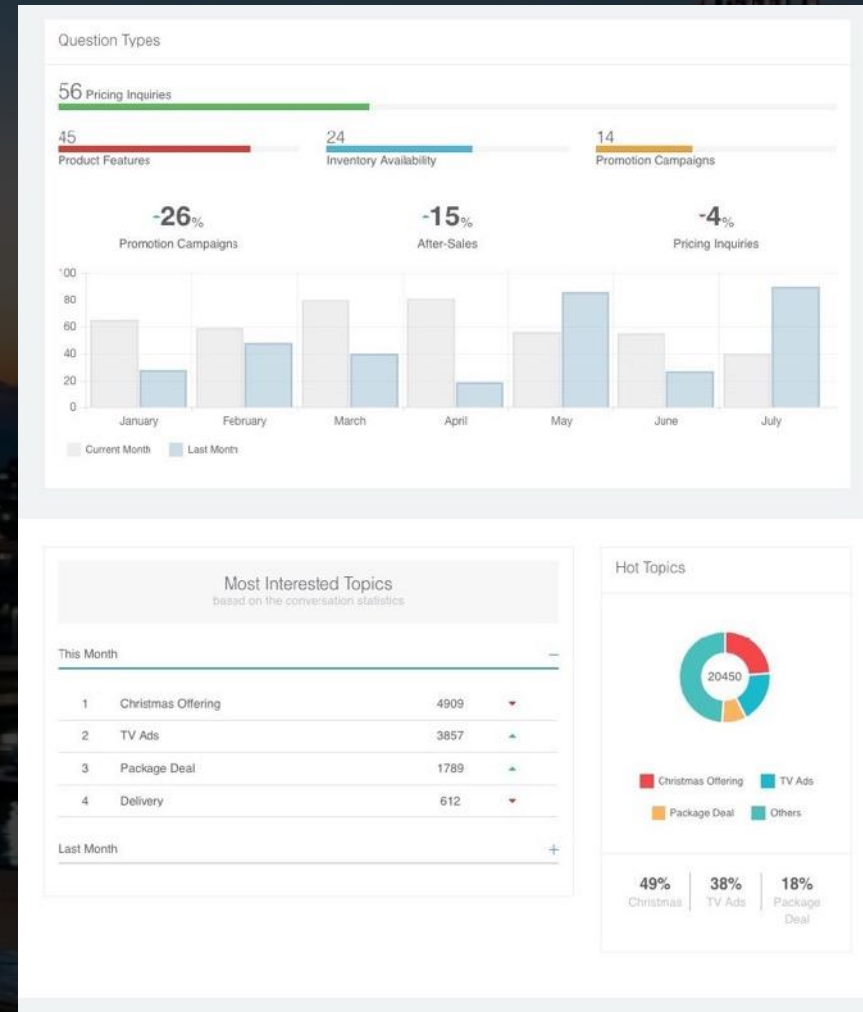 Question Types
56 Pricing Inquiries
45 24 14
Product Features Inventory Availability Promotion Campaigns
-26% -15% -4%
Promotion Campaigns After-Sales Pricing Inquiries
100
80
60
40
20
0
January February March April May June July
Current Month Last Month
Most Interested Topics
based on the conversation statistics
This Month −
1 Christmas Offering 4909
2 TV Ads 3857
3 Package Deal 1789
4 Delivery 612
Last Month +
Hot Topics
20450
Christmas Offering TV Ads
Package Deal Others
49% 38% 18%
Christmas TV Ads Package
Deal